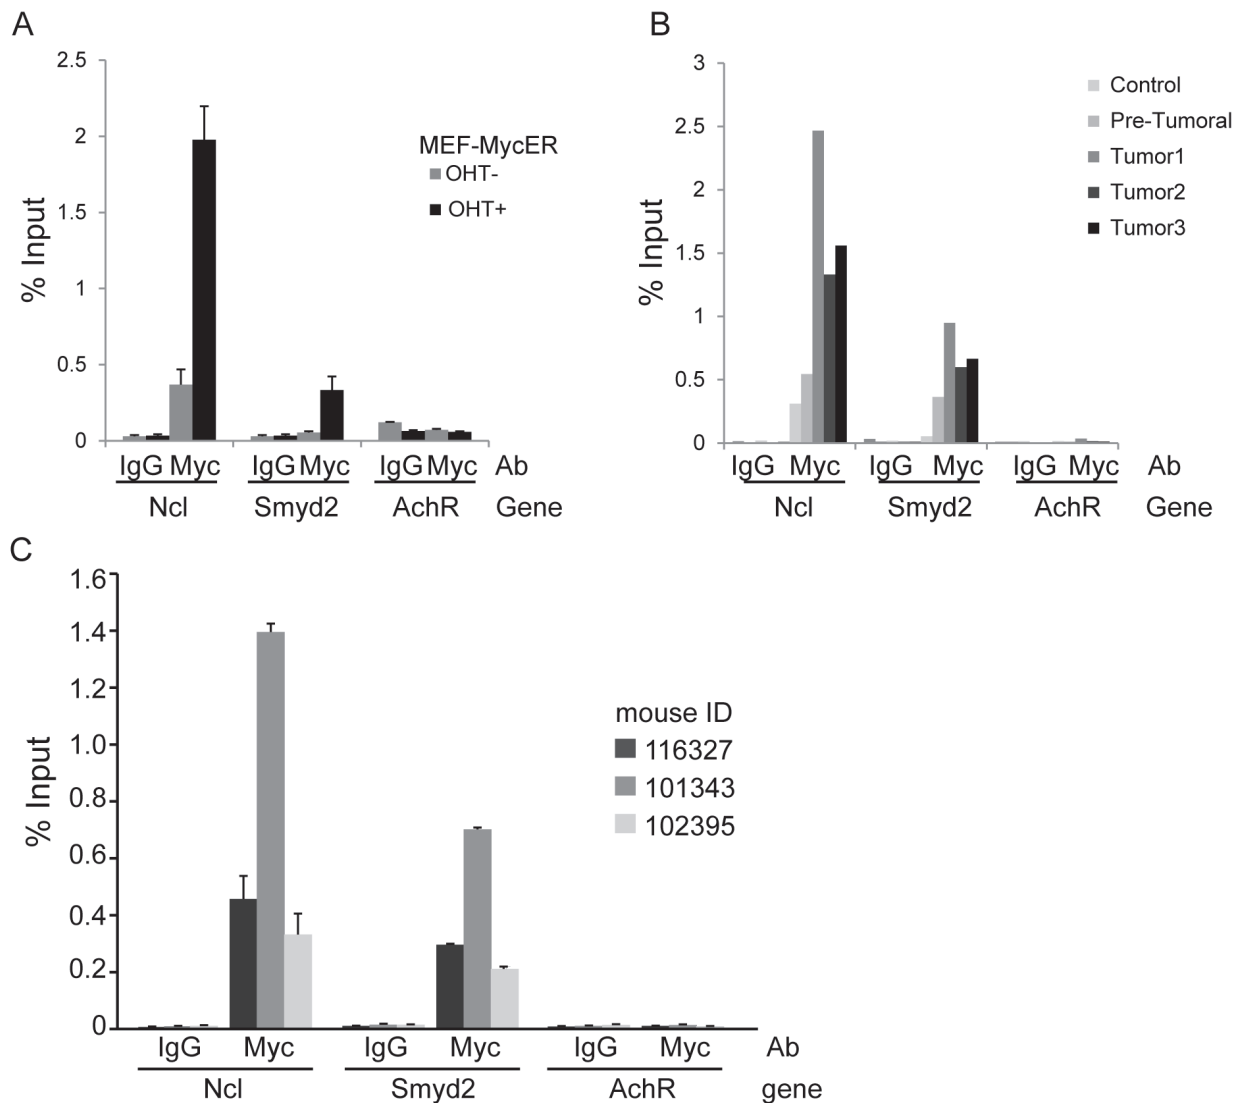 A
2.5
2
1.5
1
0.5
0
% Input
MEF-MycER
OHT-
OHT+
IgG Myc IgG Myc IgG Myc Ab
Ncl Smyd2 AchR Gene
B
3
2.5
2
1.5
1
0.5
0
% Input
Control
Pre-Tumoral
Tumor1
Tumor2
Tumor3
IgG Myc IgG Myc IgG Myc Ab
Ncl Smyd2 AchR Gene
C
1.6
1.4
1.2
1.0
0.8
0.6
0.4
0.2
0
% Input
mouse ID
116327
101343
102395
IgG Myc IgG Myc IgG Myc Ab
Ncl Smyd2 AchR gene